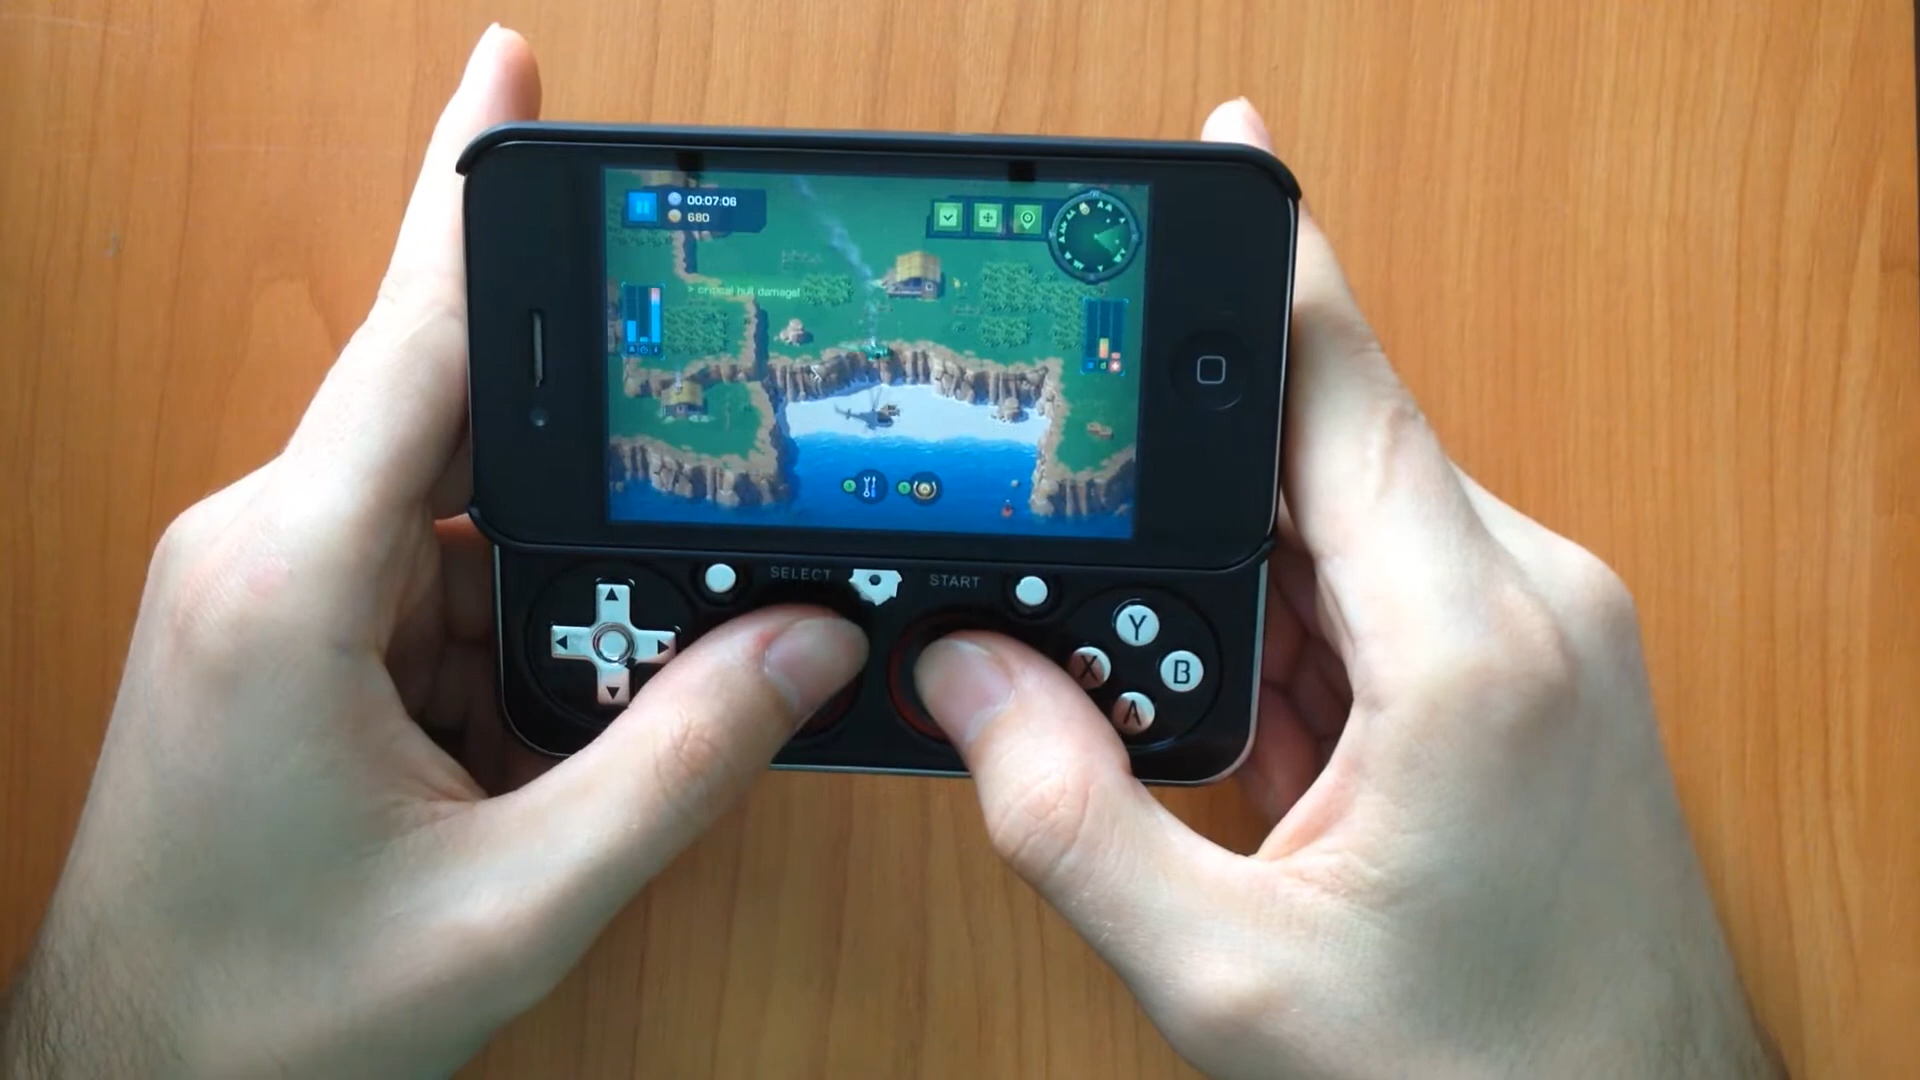 00:07:06
680
> critical hull damage!
SELECT
START
Y
X
B
A